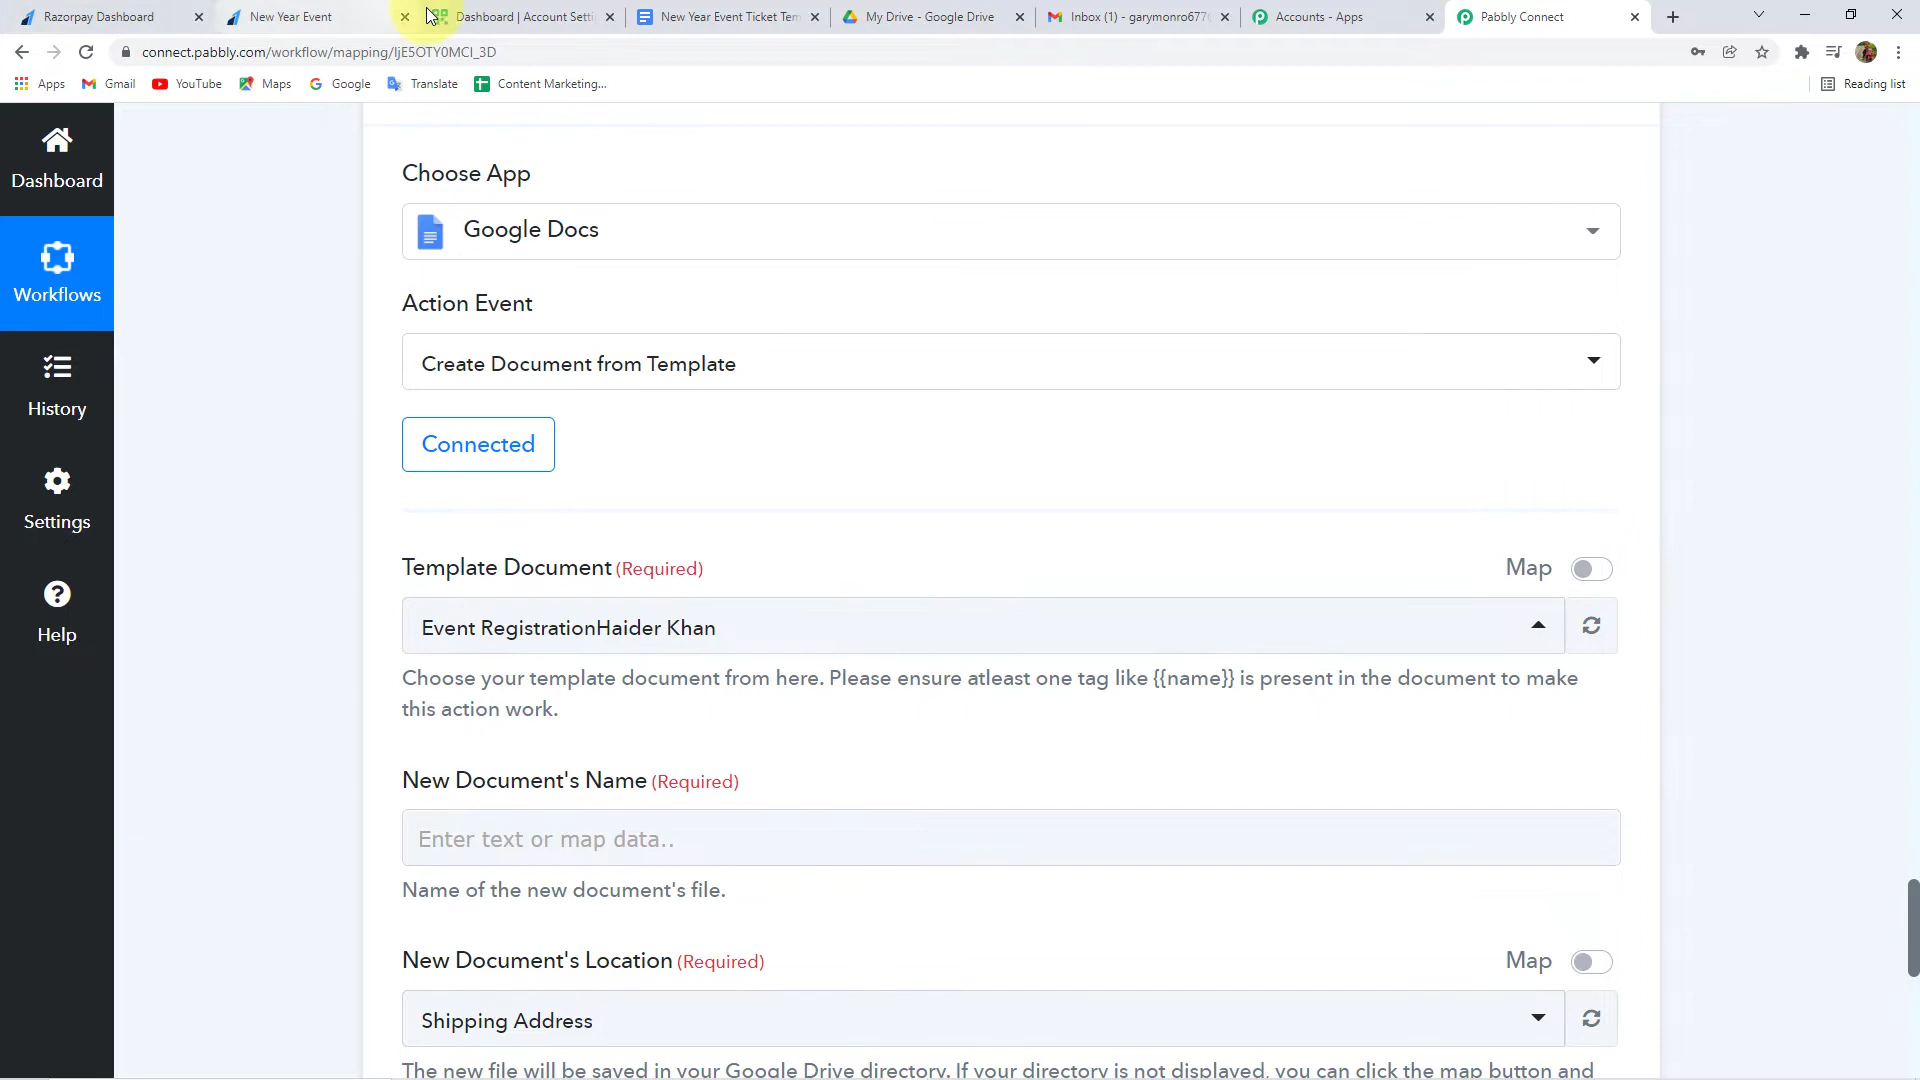 Razorpay Dashboard
New Year Event
Dashboard | Account Setti
New Year Event Ticket Tem
My Drive - Google Drive
Inbox (1) - garymonro677
Accounts - Apps
Pabbly Connect
connect.pabbly.com/workflow/mapping/IjE5OTY0MCI_3D
Apps
Gmail
YouTube
Maps
Google
Translate
Content Marketing...
Reading list
Dashboard
Workflows
History
Settings
Help
Choose App
Google Docs
Action Event
Create Document from Template
Connected
Template Document (Required)
Map
Event RegistrationHaider Khan
Choose your template document from here. Please ensure atleast one tag like {{name}} is present in the document to make
this action work.
New Document's Name (Required)
Enter text or map data..
Name of the new document's file.
New Document's Location (Required)
Map
Shipping Address
The new file will be saved in your Google Drive directory. If your directory is not displayed, you can click the map button and